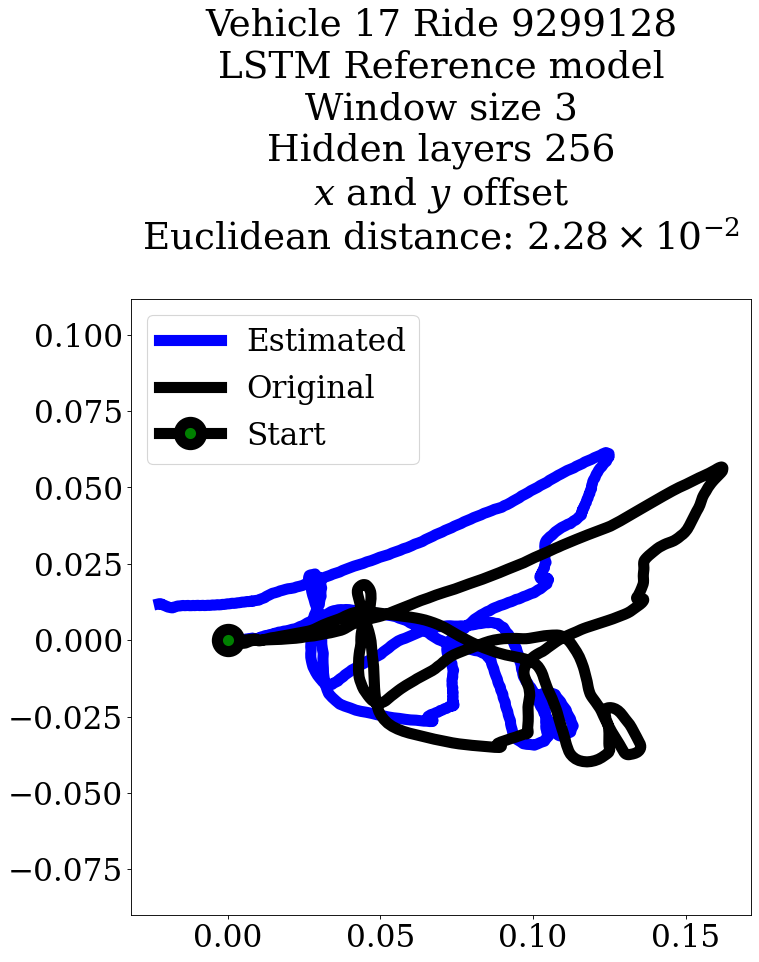 Vehicle 17 Ride 9299128
LSTM Reference model
Window size 3
Hidden layers 256
x and y offset
Euclidean distance: 2.28 × 10⁻²
Estimated
Original
Start
0.100
0.075
0.050
0.025
0.000
−0.025
−0.050
−0.075
0.00 0.05 0.10 0.15